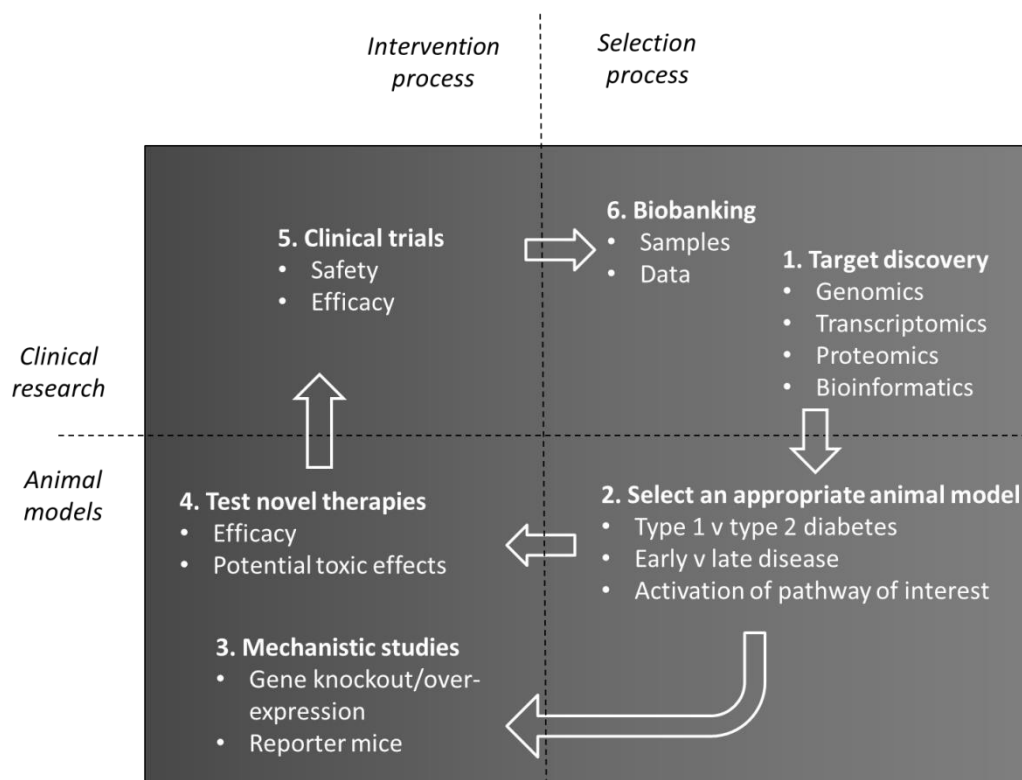 Intervention
process
Selection
process
Clinical
research
Animal
models
5. Clinical trials
• Safety
• Efficacy
6. Biobanking
• Samples
• Data
1. Target discovery
• Genomics
• Transcriptomics
• Proteomics
• Bioinformatics
4. Test novel therapies
• Efficacy
• Potential toxic effects
2. Select an appropriate animal model
• Type 1 v type 2 diabetes
• Early v late disease
• Activation of pathway of interest
3. Mechanistic studies
• Gene knockout/over-
expression
• Reporter mice